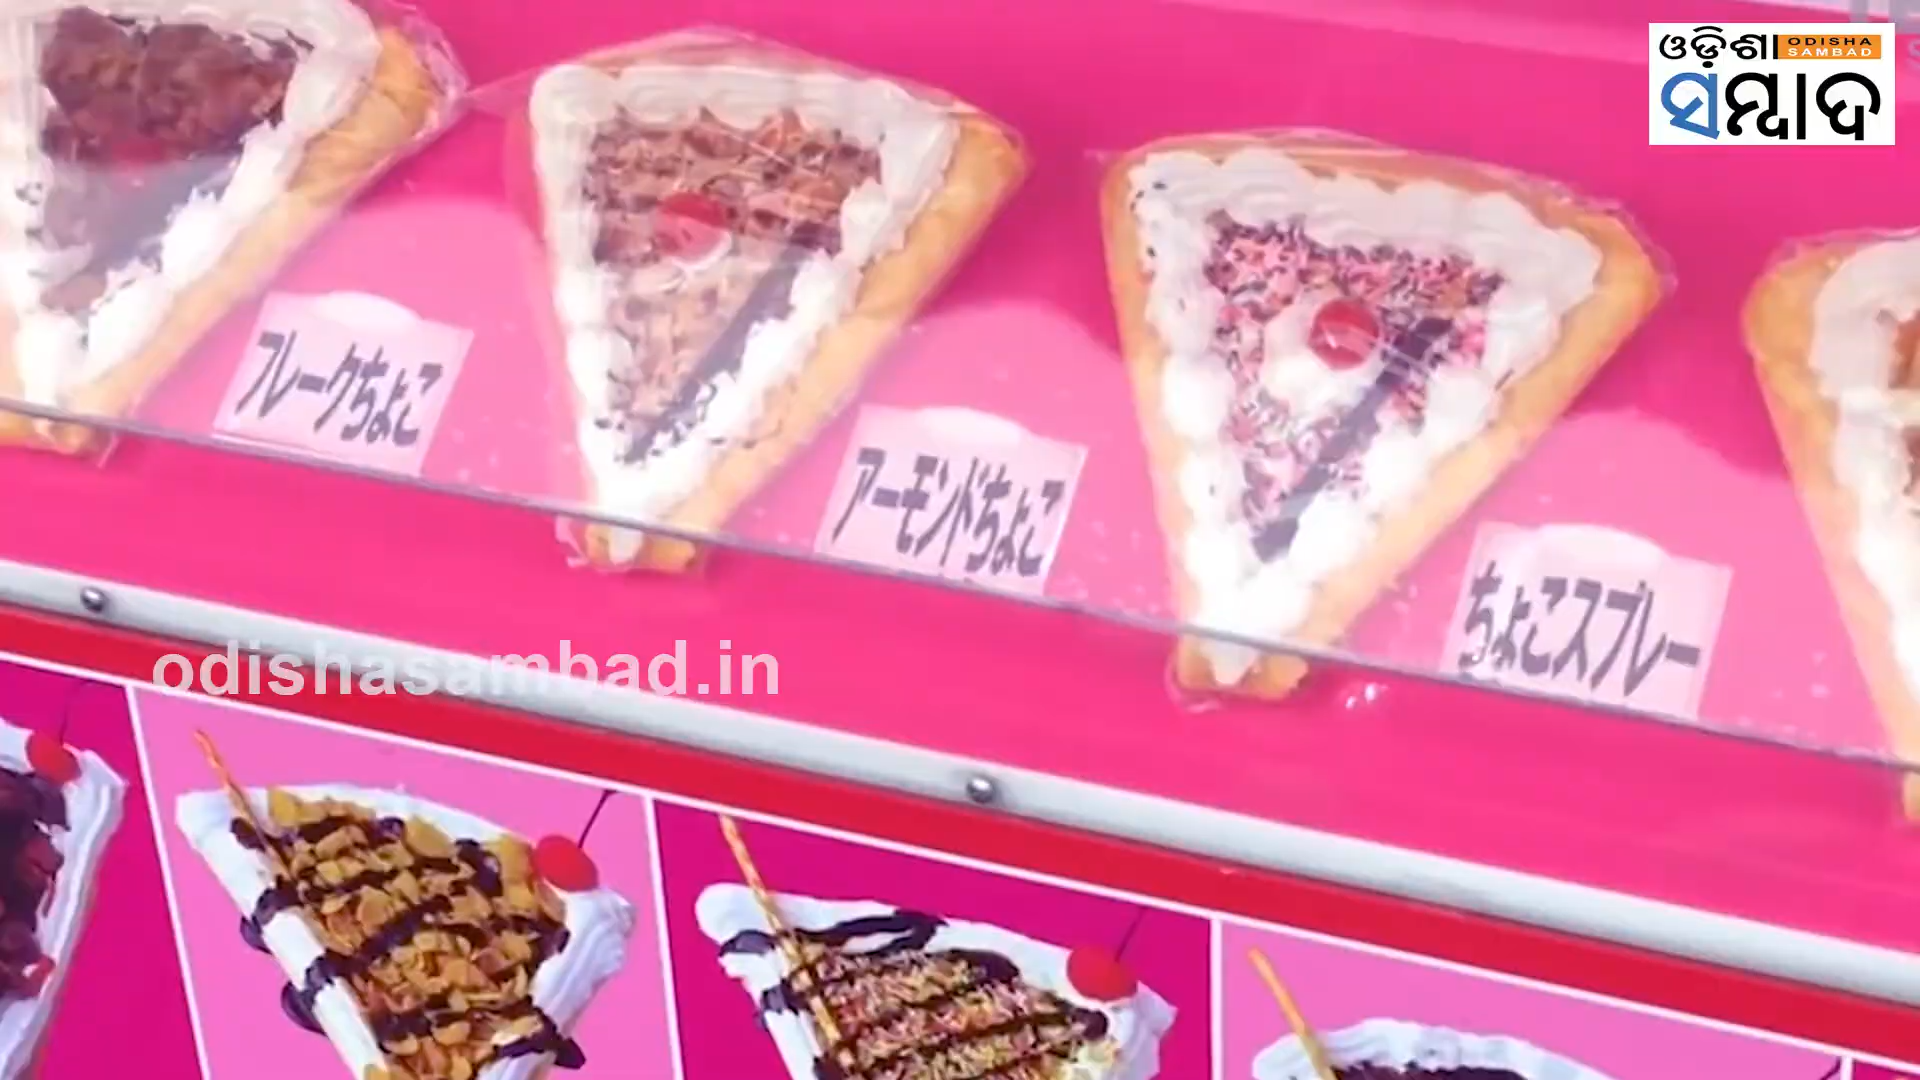 ଓଡ଼ିଶା ODISHA
SAMBAD
ସମ୍ବାଦ
フレークちょこ
アーモンドちょこ
ちょこスプレー
odishasambad.in